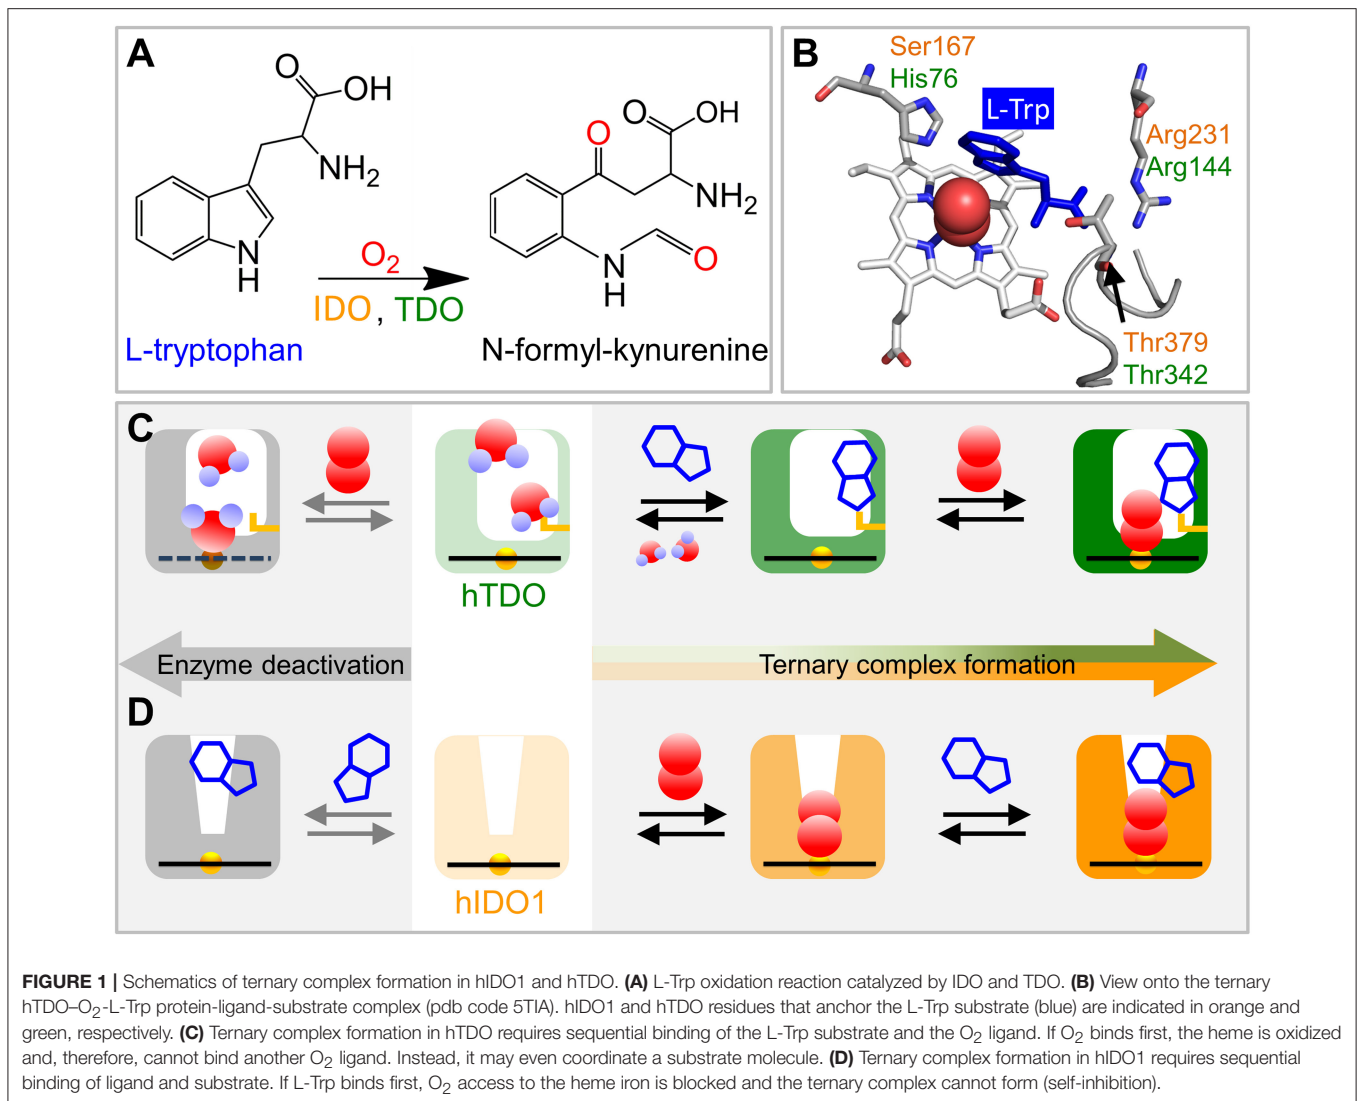 A
O
OH
NH2
N
H
O2
IDO , TDO
L-tryptophan
O
O
OH
NH2
N
H
O
N-formyl-kynurenine
B
Ser167
His76
L-Trp
Arg231
Arg144
Thr379
Thr342
C
hTDO
Enzyme deactivation
Ternary complex formation
D
hIDO1
FIGURE 1 | Schematics of ternary complex formation in hIDO1 and hTDO. (A) L-Trp oxidation reaction catalyzed by IDO and TDO. (B) View onto the ternary
hTDO–O2-L-Trp protein-ligand-substrate complex (pdb code 5TIA). hIDO1 and hTDO residues that anchor the L-Trp substrate (blue) are indicated in orange and
green, respectively. (C) Ternary complex formation in hTDO requires sequential binding of the L-Trp substrate and the O2 ligand. If O2 binds first, the heme is oxidized
and, therefore, cannot bind another O2 ligand. Instead, it may even coordinate a substrate molecule. (D) Ternary complex formation in hIDO1 requires sequential
binding of ligand and substrate. If L-Trp binds first, O2 access to the heme iron is blocked and the ternary complex cannot form (self-inhibition).